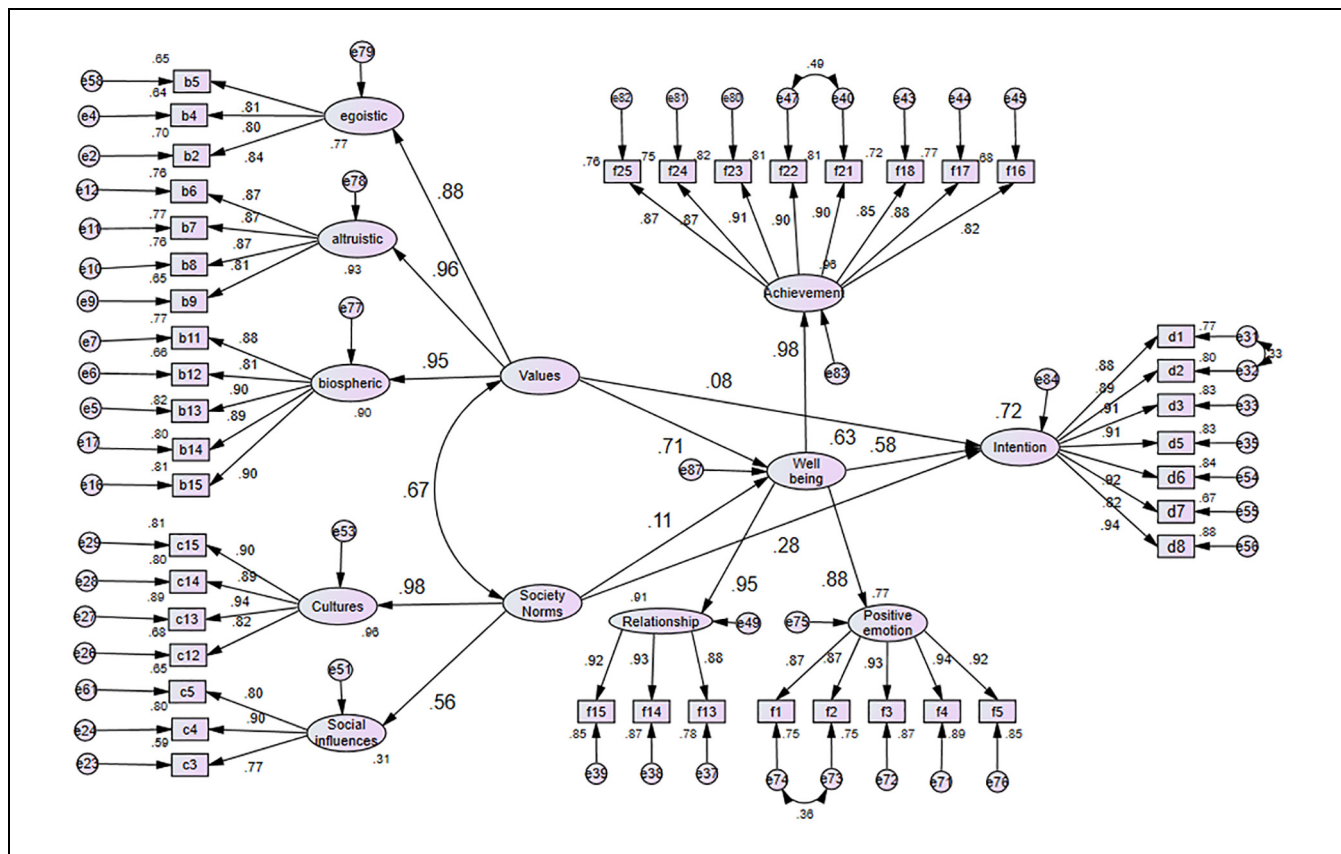 e79
.65
e58
b5
.64
e4
b4
.81
egoistic
.70
.80
e2
b2
.84
.77
.76
e12
b6
.87
e78
.88
.77
e11
b7
.87
altruistic
.76
e10
b8
.87
.93
.96
.65
.81
e9
b9
e77
.77
e7
b11
.88
.66
e6
b12
.81
biospheric
.95
Values
e5
.82
b13
.90
.90
.89
e17
.80
b14
.81
e16
b15
.90
.67
.71
.08
.11
.28
.81
e29
c15
.90
e53
.80
e28
c14
.89
.89
.94
e27
c13
Cultures
.98
Society
Norms
.68
.82
e26
c12
.96
.65
e61
c5
.80
e51
.56
.80
e24
c4
.90
Social
influences
.59
e23
c3
.77
.31
.49
e82
e81
e80
e47
e40
e43
e44
e45
.76
.75
.82
.81
.81
.72
.77
.68
f25
f24
f23
f22
f21
f18
f17
f16
.87
.87
.91
.90
.90
.85
.88
.82
.96
Achievement
.98
e83
.63
.58
e87
Well
being
e84
.72
Intention
d1
.77
e31
.33
.88
d2
.80
e32
.89
d3
.83
e33
.91
d5
.83
e35
.91
d6
.84
e54
.92
d7
.67
e55
.82
d8
.88
e56
.94
.95
.88
.91
Relationship
e49
.92
.93
.88
f15
f14
f13
.85
.87
.78
e39
e38
e37
.77
e75
Positive
emotion
.87
.87
.93
.94
.92
f1
f2
f3
f4
f5
.75
.75
.87
.89
.85
e74
e73
e72
e71
e76
.36